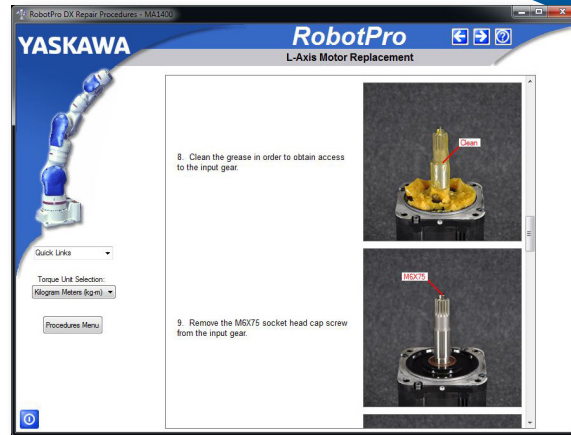 RobotPro DX Repair Procedures - MA1400
YASKAWA
RobotPro
L-Axis Motor Replacement
8. Clean the grease in order to obtain access
to the input gear.
Clean
Quick Links
Torque Unit Selection:
Kilogram Meters (kg-m)
Procedures Menu
M6X75
9. Remove the M6X75 socket head cap screw
from the input gear.